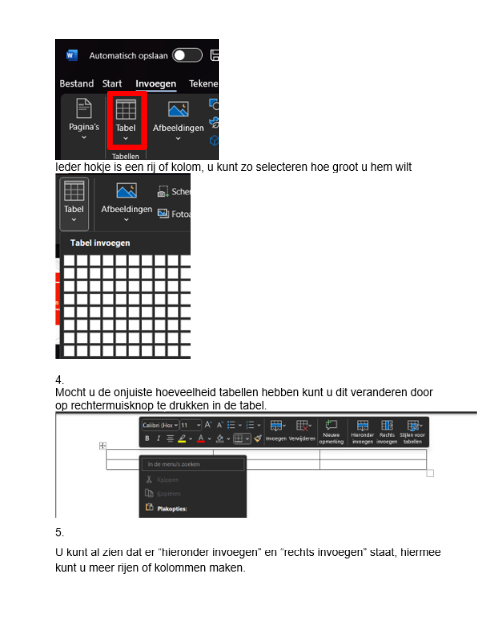 Automatisch opslaan
Bestand Start Invoegen Tekene
Pagina's Tabel Afbeeldingen
Tabellen
Ieder hokje is een rij of kolom, u kunt zo selecteren hoe groot u hem wilt
Tabel Afbeeldingen Sche
Fotoa
Tabel invoegen
4.
Mocht u de onjuiste hoeveelheid tabellen hebben kunt u dit veranderen door
op rechtermuisknop te drukken in de tabel.
Calibri (Hoo 11 A A
B I A Invoegen Verwijderen Nieuwe opmerking Hieronder invoegen Rechts invoegen Stijlen voor tabellen
In de menu's zoeken
Knippen
Kopiëren
Plakopties:
5.
U kunt al zien dat er "hieronder invoegen" en "rechts invoegen" staat, hiermee
kunt u meer rijen of kolommen maken.